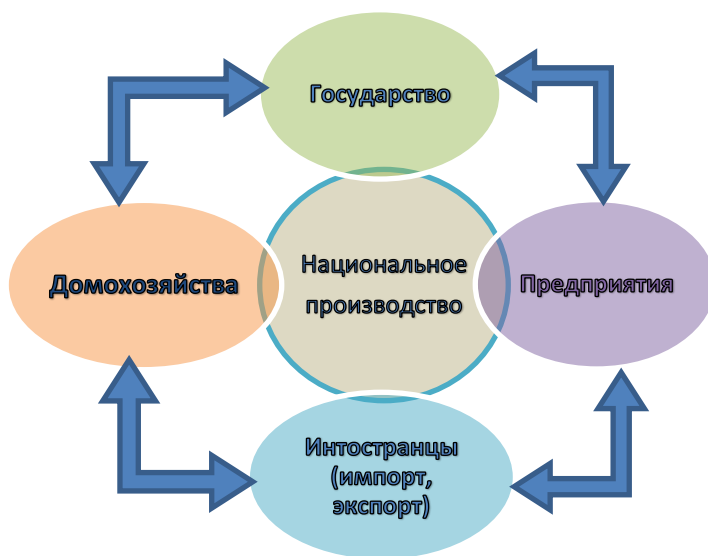 Государство
Домохозяйства
Национальное
производство
Предприятия
Интостранцы
(импорт,
экспорт)